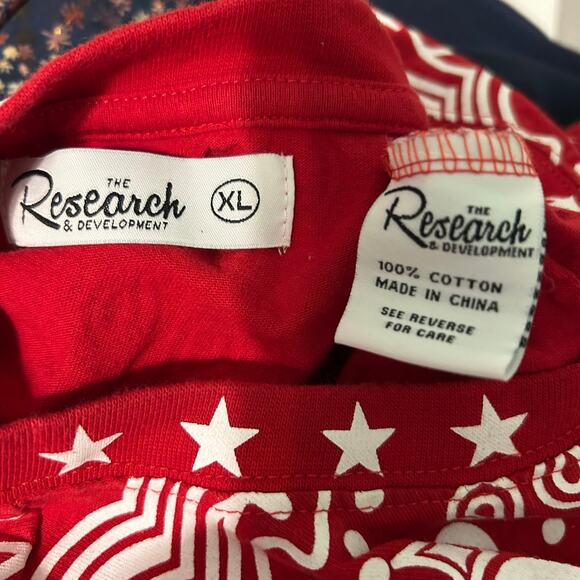 THE
Research
& DEVELOPMENT
XL
THE
Research
& DEVELOPMENT
100% COTTON
MADE IN CHINA
SEE REVERSE
FOR CARE